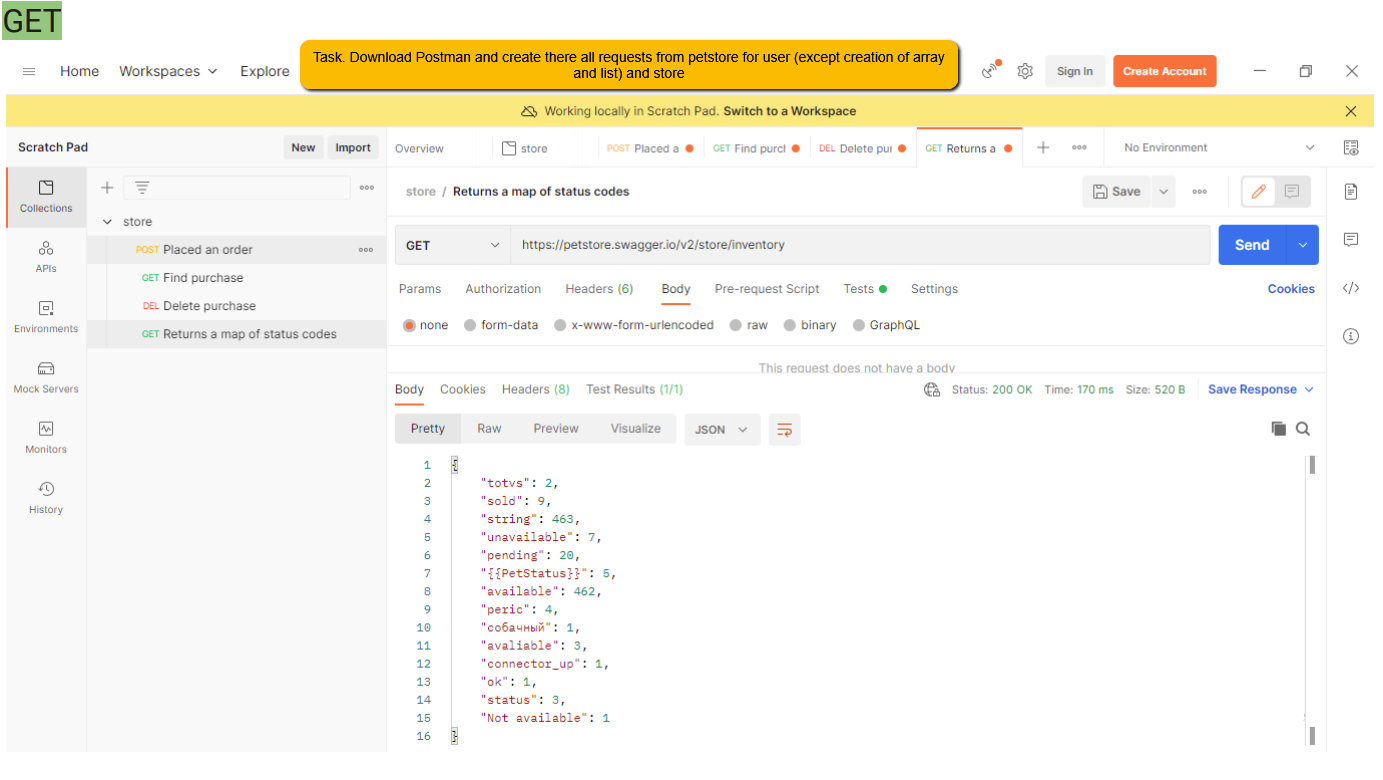 GET
Task. Download Postman and create there all requests from petstore for user (except creation of array
and list) and store
Home Workspaces Explore
Sign In Create Account
Working locally in Scratch Pad. Switch to a Workspace
Scratch Pad New Import
Overview store POST Placed a GET Find purcl DEL Delete pur GET Returns a No Environment
Collections
APIs
Environments
Mock Servers
Monitors
History
store
POST Placed an order
GET Find purchase
DEL Delete purchase
GET Returns a map of status codes
store / Returns a map of status codes Save
GET https://petstore.swagger.io/v2/store/inventory Send
Params Authorization Headers (6) Body Pre-request Script Tests Settings Cookies
none form-data x-www-form-urlencoded raw binary GraphQL
This request does not have a body
Body Cookies Headers (8) Test Results (1/1) Status: 200 OK Time: 170 ms Size: 520 B Save Response
Pretty Raw Preview Visualize JSON
1 {
2 "totvs": 2,
3 "sold": 9,
4 "string": 463,
5 "unavailable": 7,
6 "pending": 20,
7 "{{PetStatus}}": 5,
8 "available": 462,
9 "peric": 4,
10 "собачный": 1,
11 "avaliable": 3,
12 "connector_up": 1,
13 "ok": 1,
14 "status": 3,
15 "Not available": 1
16 }